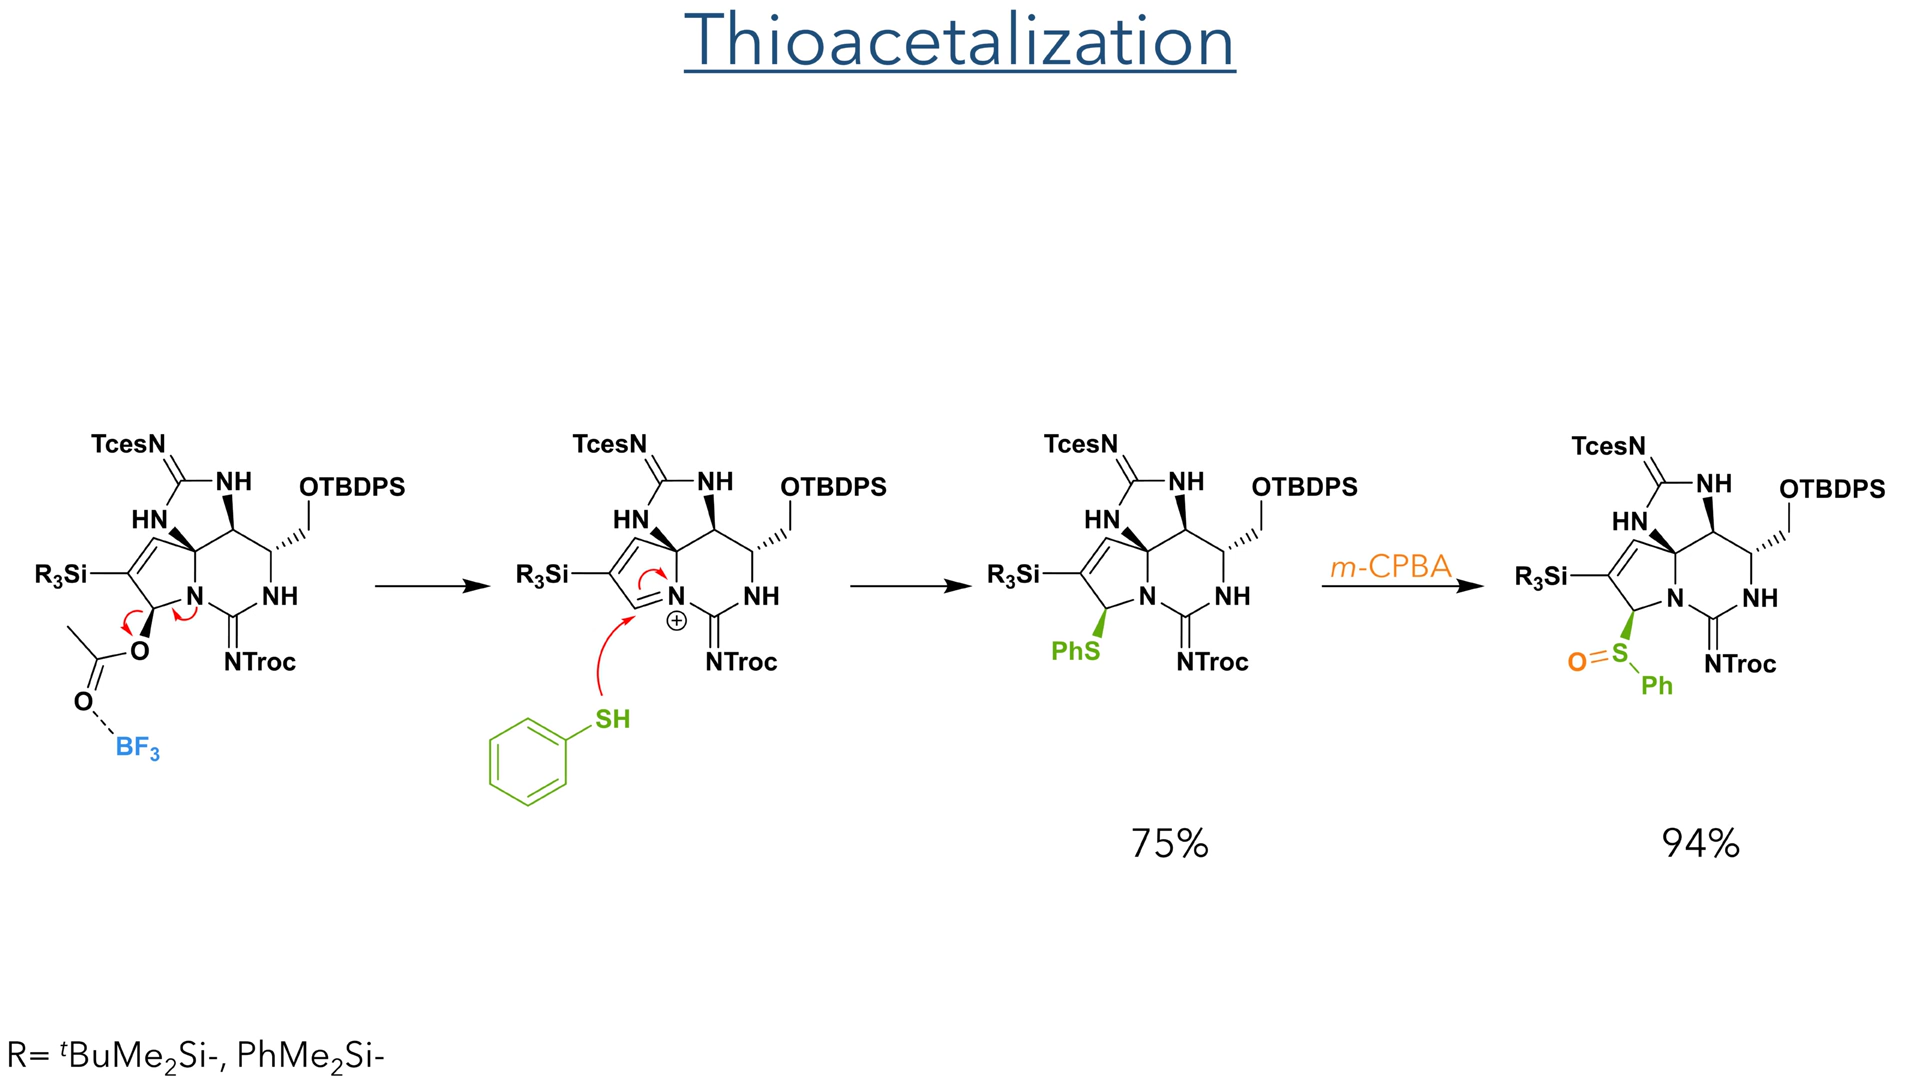 Thioacetalization
TcesN
NH
HN
OTBDPS
R₃Si
N
NH
O
NTroc
O
BF₃
TcesN
NH
HN
OTBDPS
R₃Si
N
NH
⊕
NTroc
SH
TcesN
NH
HN
OTBDPS
R₃Si
N
NH
PhS
NTroc
75%
m-CPBA
TcesN
NH
HN
OTBDPS
R₃Si
N
NH
O
S
NTroc
Ph
94%
R= ᵗBuMe₂Si-, PhMe₂Si-